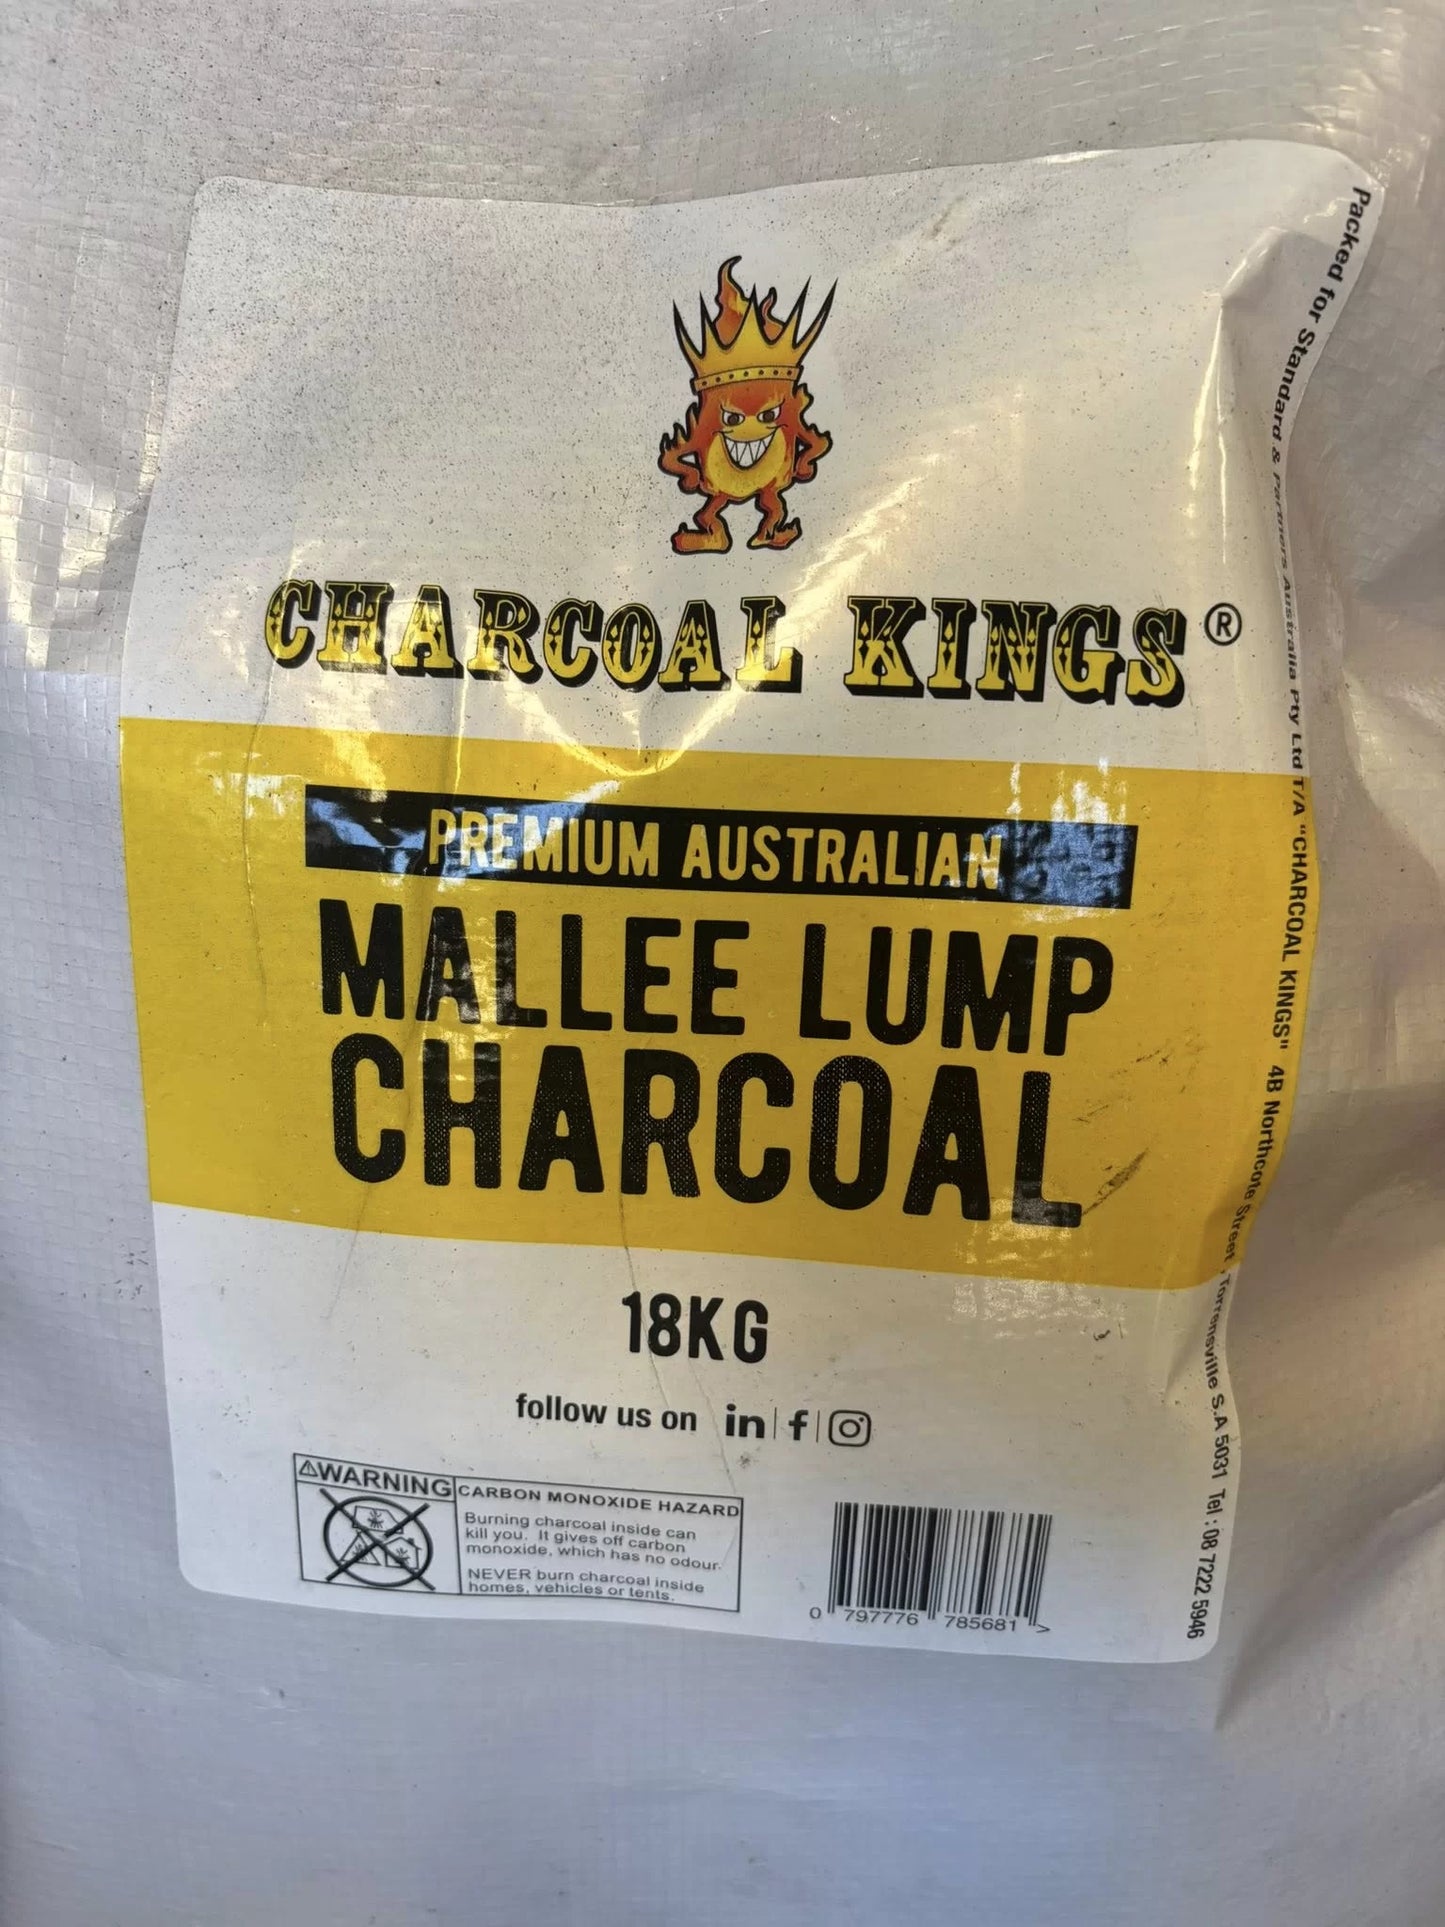 CHARCOAL KINGS®
PREMIUM AUSTRALIAN
MALLEE LUMP
CHARCOAL
18KG
follow us on in f
WARNING
CARBON MONOXIDE HAZARD
Burning charcoal inside can
kill you. It gives off carbon
monoxide, which has no odour.
NEVER burn charcoal inside
homes, vehicles or tents.
0 797776 785681 >
Packed for Standard & Partners Australia Pty Ltd T/A "CHARCOAL KINGS" 4B Northcote Street, Torrensville S.A 5031 Tel : 08 7222 5946